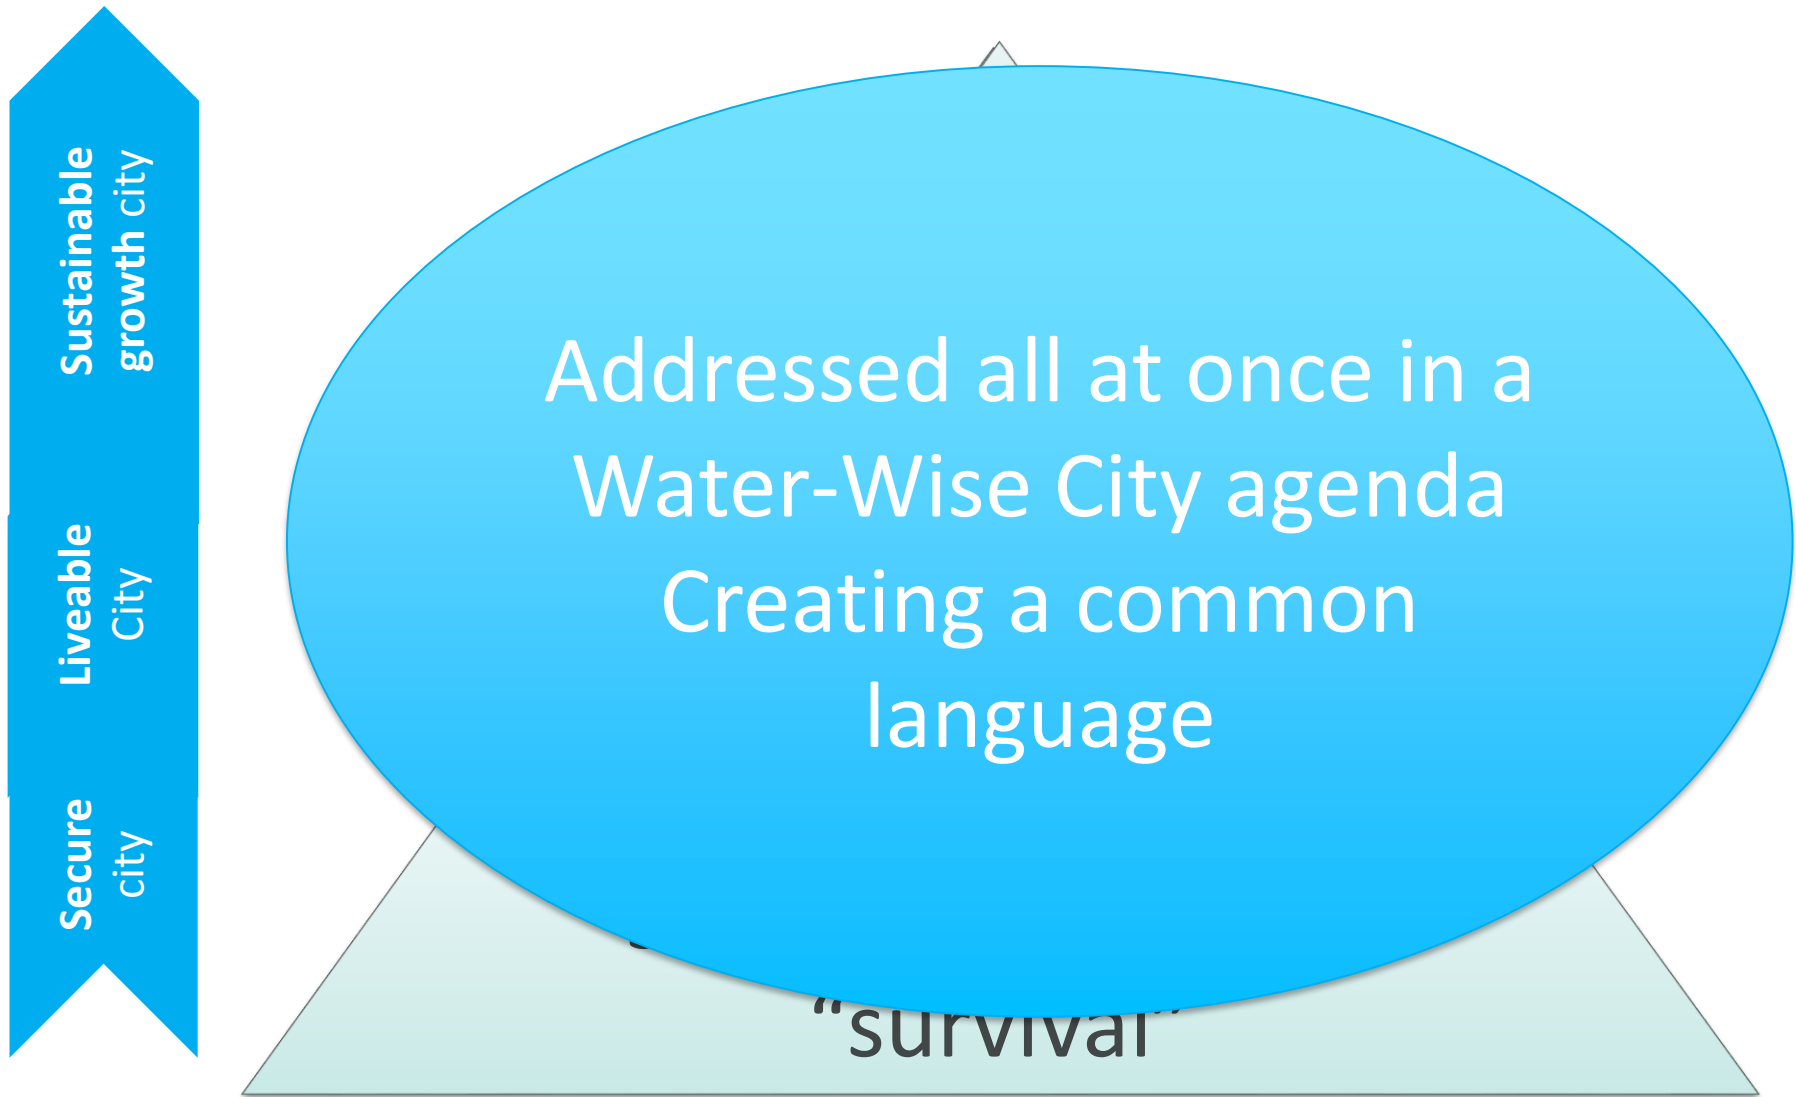 Sustainable
growth city
Liveable
City
Secure
city
Addressed all at once in a
Water-Wise City agenda
Creating a common
language
“survival”